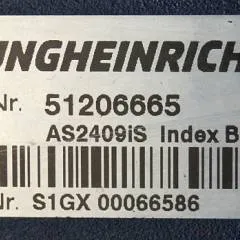 UNGHEINRICH
Nr. 51206665
AS2409iS Index B
Nr. S1GX 00066586